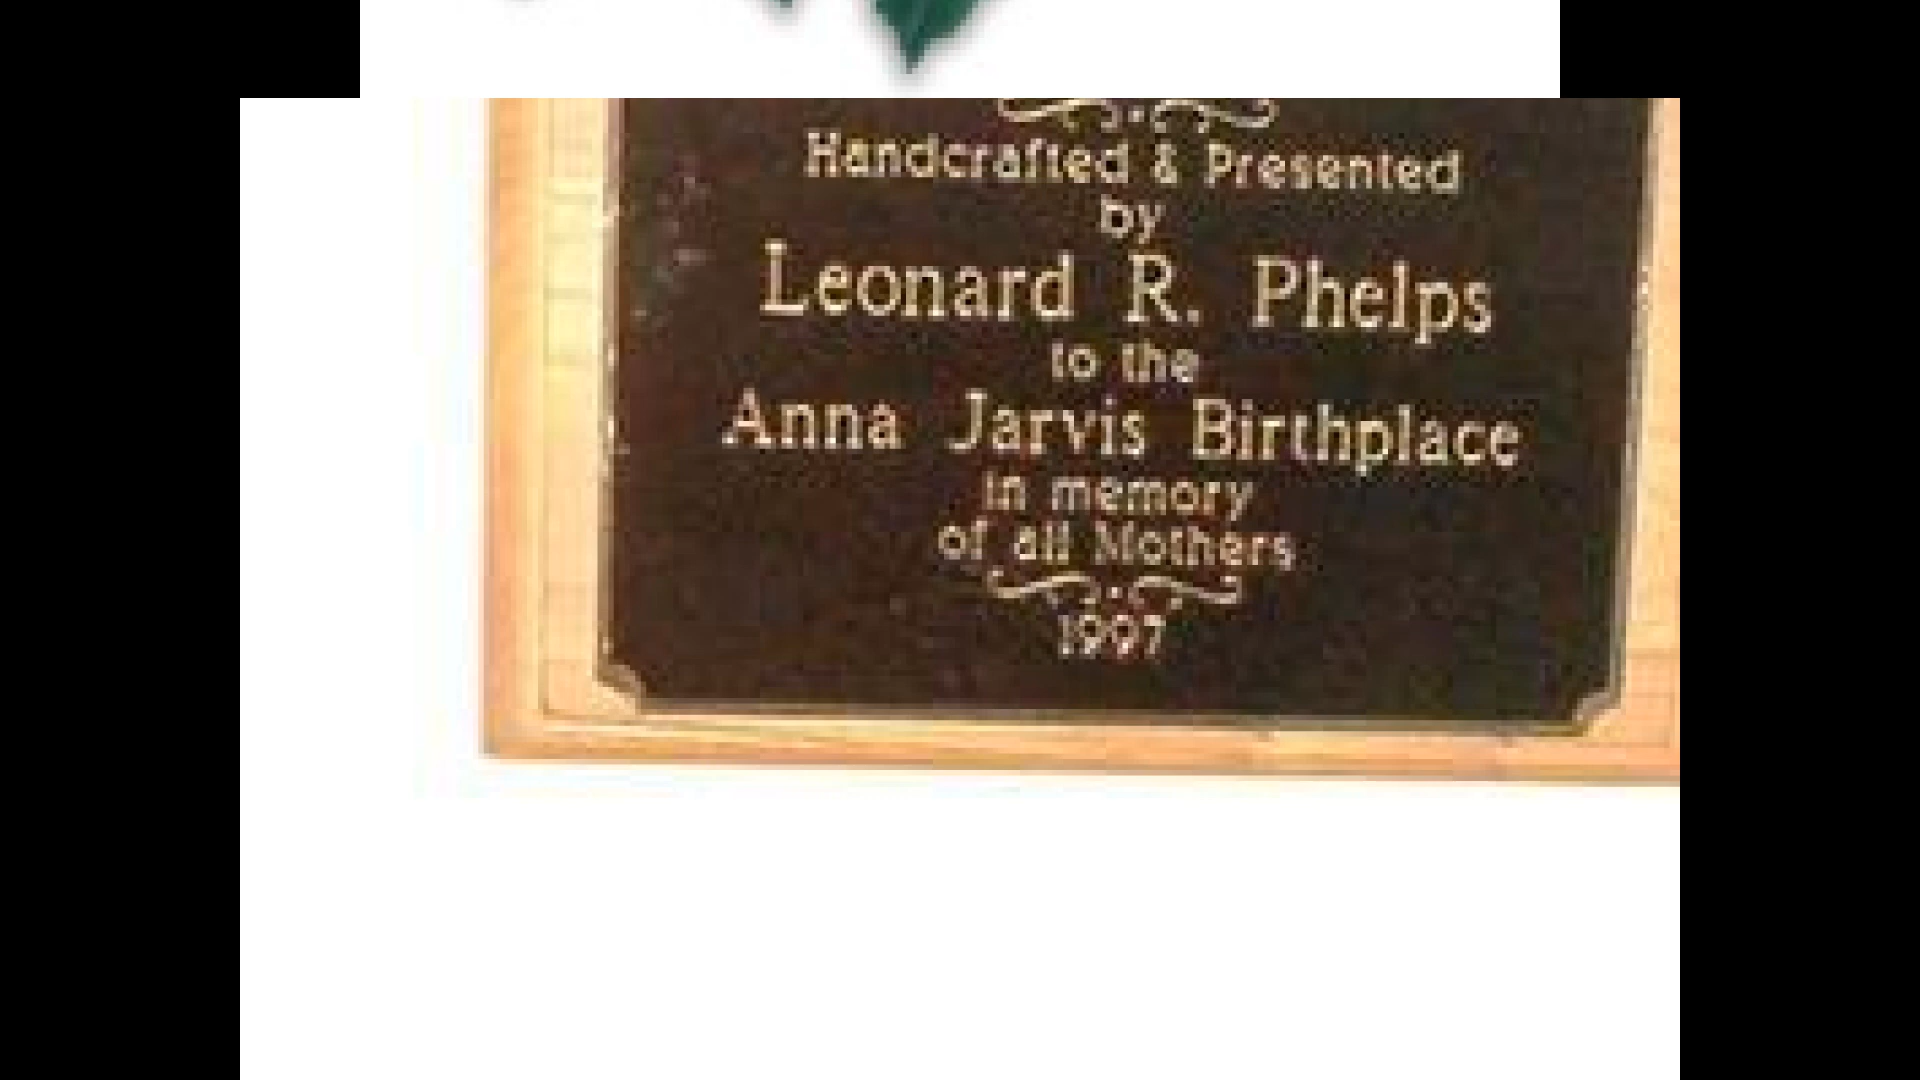 Handcrafted & Presented
by
Leonard R. Phelps
to the
Anna Jarvis Birthplace
in memory
of all Mothers
1997